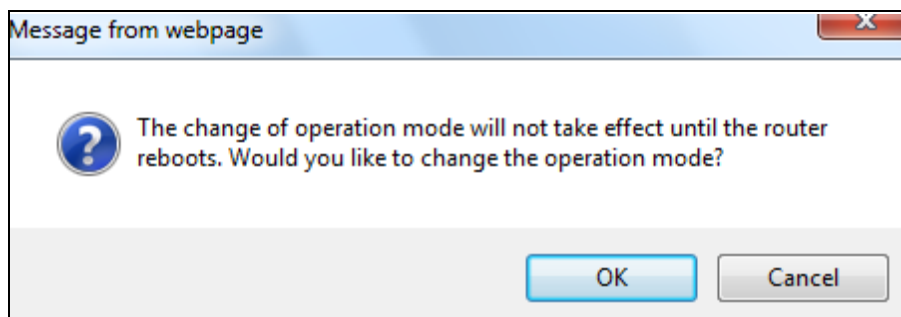 Message from webpage
The change of operation mode will not take effect until the router
reboots. Would you like to change the operation mode?
OK
Cancel